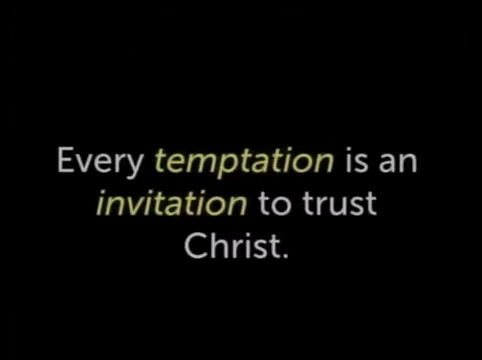 Every temptation is an
invitation to trust
Christ.